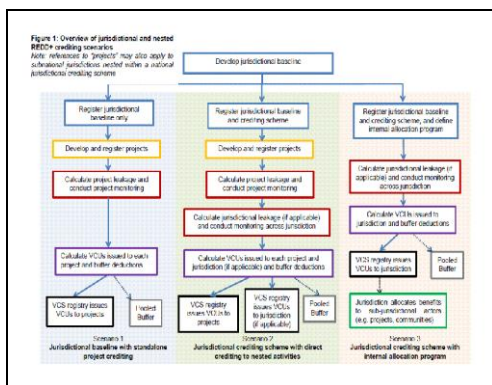 Figure 1: Overview of jurisdictional and nested
REDD+ crediting scenarios
Note: references to "projects" may also apply to
subnational jurisdictions nested within a national
jurisdictional crediting scheme
Develop jurisdictional baseline
Register jurisdictional
baseline only
Develop and register projects
Calculate project leakage and
conduct project monitoring
Calculate VCUs issued to each
project and buffer deductions
VCS registry issues
VCUs to projects
Pooled
Buffer
Scenario 1
Jurisdictional baseline with standalone
project crediting
Register jurisdictional baseline
and crediting scheme
Develop and register projects
Calculate project leakage and
conduct project monitoring
Calculate jurisdictional leakage (if applicable)
and conduct monitoring across jurisdiction
Calculate VCUs issued to each project and
jurisdiction (if applicable) and buffer deductions
VCS registry
issues VCUs to
projects
VCS registry
issues VCUs
to jurisdiction
(if applicable)
Pooled
Buffer
Scenario 2
Jurisdictional crediting scheme with direct
crediting to nested activities
Register jurisdictional baseline
and crediting scheme, and define
internal allocation program
Calculate jurisdictional leakage (if
applicable) and conduct monitoring
across jurisdiction
Calculate VCUs issued to
jurisdiction and buffer deductions
VCS registry issues
VCUs to jurisdiction
Pooled
Buffer
Jurisdiction allocates benefits
to sub-jurisdictional actors
(e.g. projects, communities)
Scenario 3
Jurisdictional crediting scheme with
internal allocation program